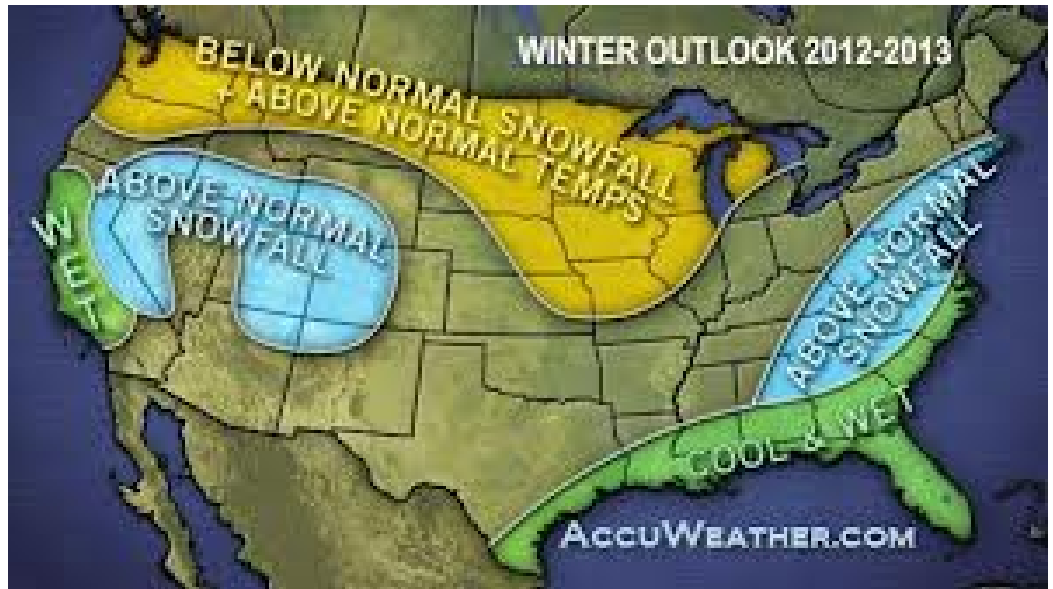 WINTER OUTLOOK 2012-2013
BELOW NORMAL SNOWFALL
+ ABOVE NORMAL TEMPS
ABOVE NORMAL
SNOWFALL
WET
ABOVE NORMAL
SNOWFALL
COOL & WET
ACCUWEATHER.COM